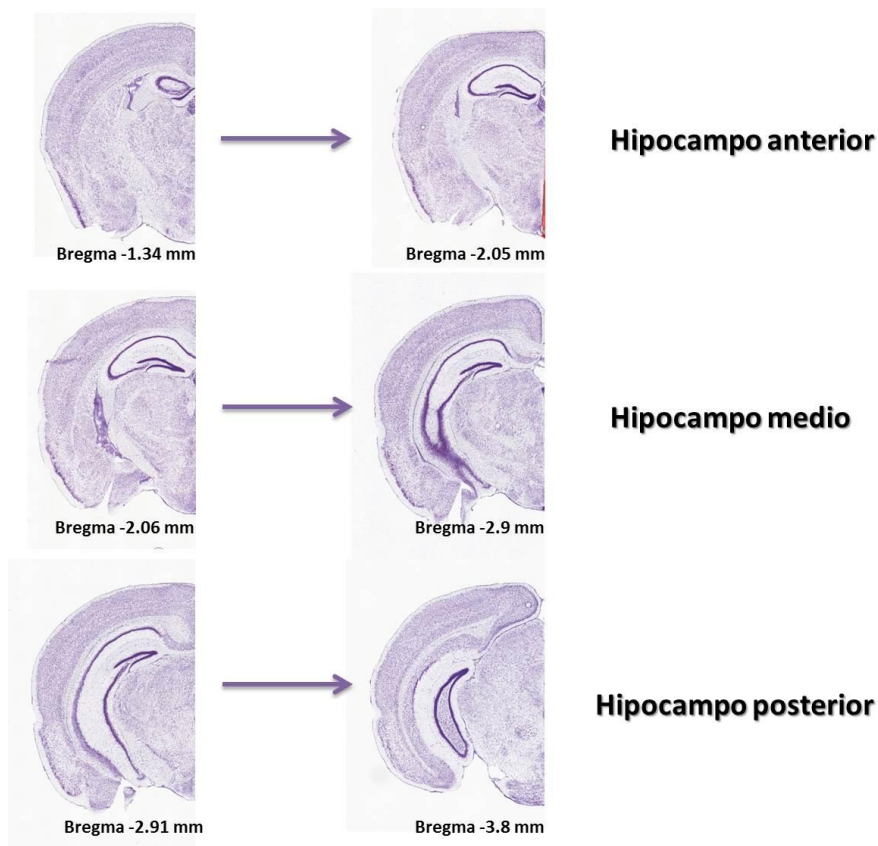 Bregma -1.34 mm
Bregma -2.05 mm
Hipocampo anterior
Bregma -2.06 mm
Bregma -2.9 mm
Hipocampo medio
Bregma -2.91 mm
Bregma -3.8 mm
Hipocampo posterior